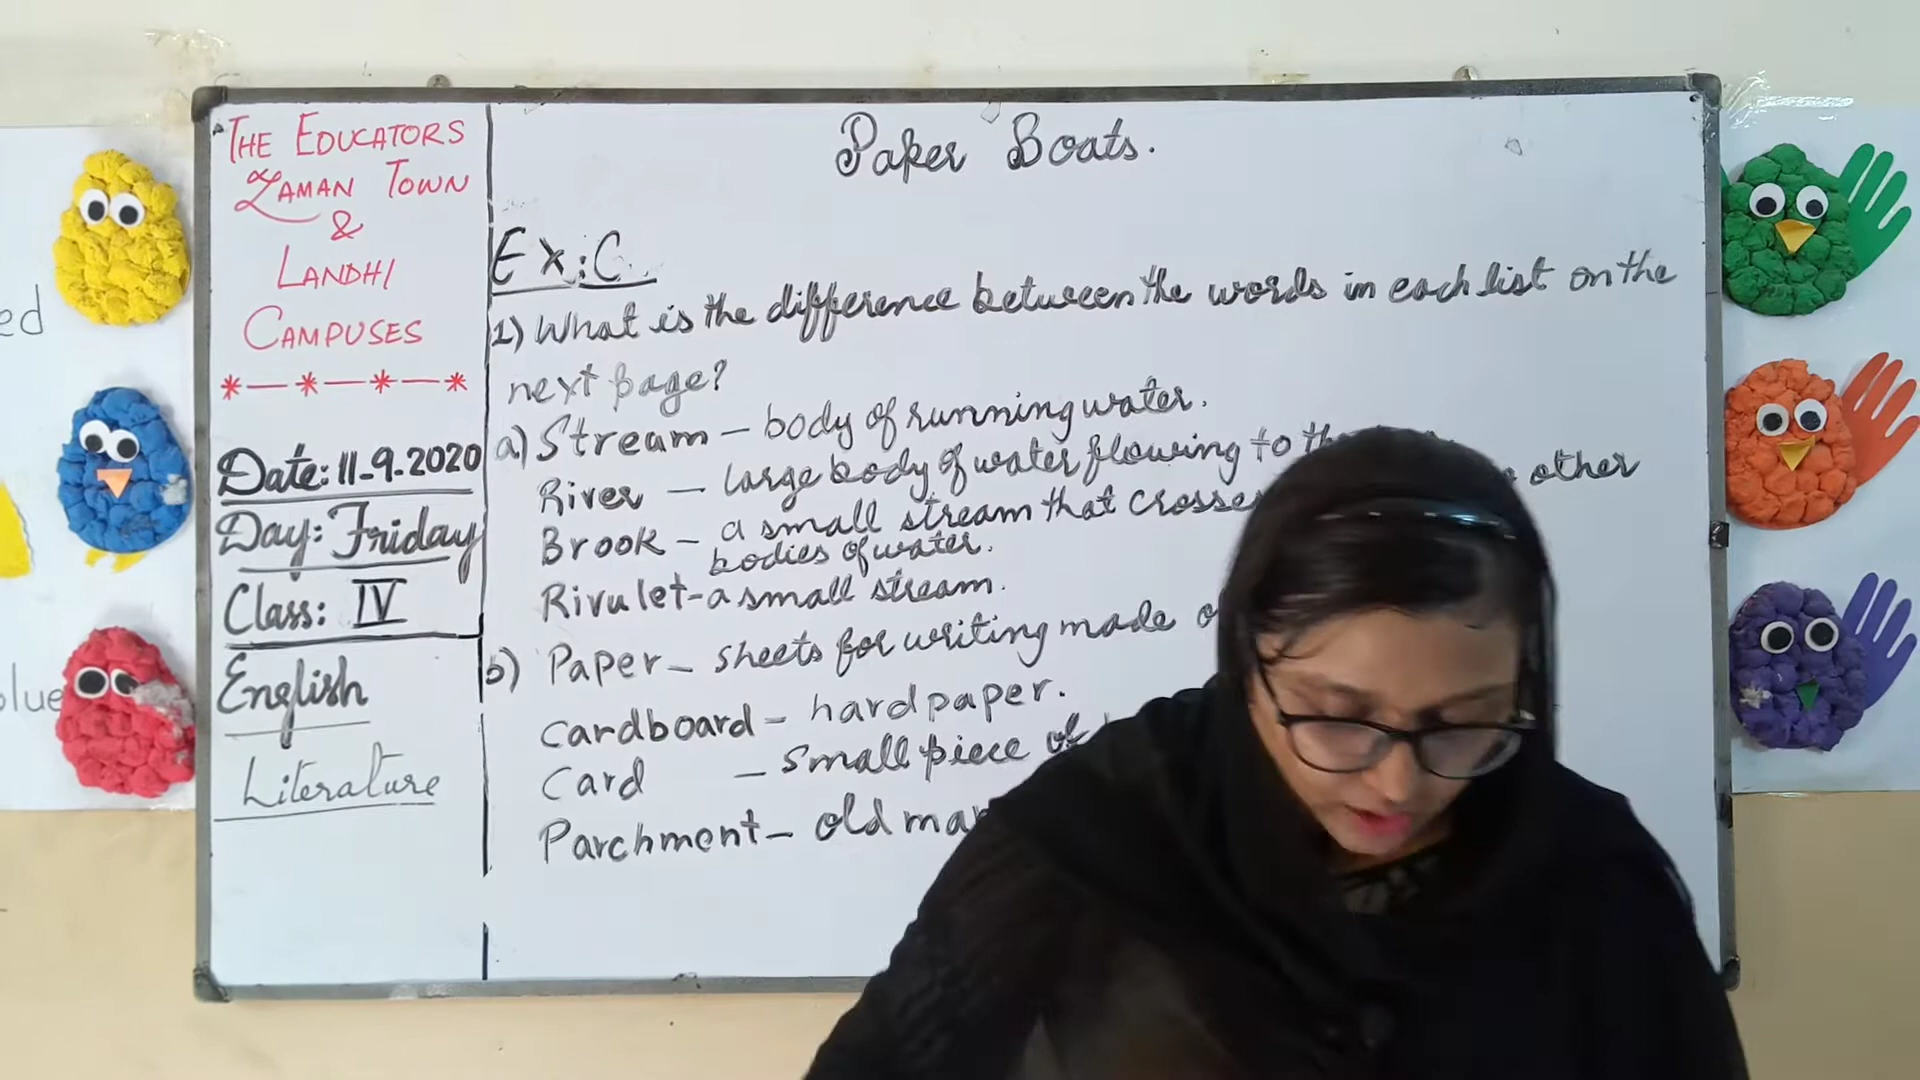 THE EDUCATORS
ZAMAN TOWN
&
LANDHI
CAMPUSES
*—*—*—*
Date: 11-9-2020
Day: Friday
Class: IV
English
Literature
Paper Boats.
Ex: C
1) What is the difference between the words in each list on the
next page?
a) Stream – body of running water.
River – large body of water flowing to
Brook – a small stream that other
bodies of water.
Rivulet – a small stream.
b) Paper – sheets for writing made
Cardboard – hard paper.
Card – small piece of
Parchment – old
ed
blue